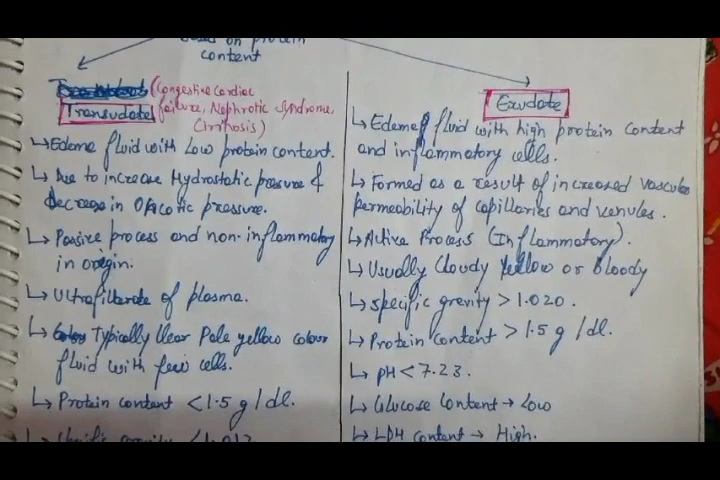 based on protein
content
Transudate (Congestive Cardiac
failure, Nephrotic Syndrome,
Cirrhosis)
↳ Edema fluid with Low protein content.
↳ Due to increase Hydrostatic pressure &
decrease in Oncotic pressure.
↳ Passive process and non-inflammatory
in origin.
↳ Ultrafiltrate of plasma.
↳ Typically Clear Pale yellow colour
fluid with few cells.
↳ Protein content < 1.5 g/dl.
Exudate
↳ Edema fluid with high protein content
and inflammatory cells.
↳ Formed as a result of increased vascular
permeability of capillaries and venules.
↳ Active Process (Inflammatory).
↳ Usually Cloudy yellow or bloody
↳ specific gravity > 1.020.
↳ Protein content > 1.5 g/dl.
↳ pH < 7.23.
↳ Glucose Content → Low
↳ LDH content → High.